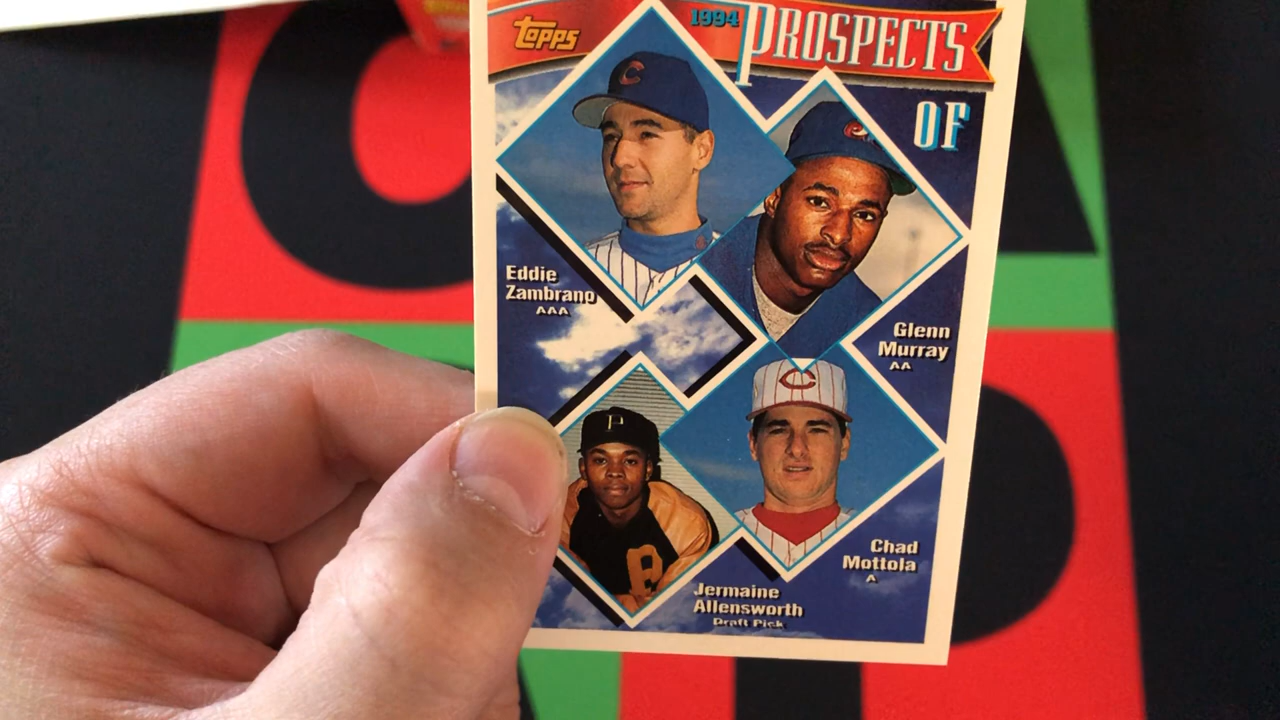 Topps
1994
PROSPECTS
OF
C
Eddie
Zambrano
AAA
Glenn
Murray
AA
C
P
Chad
Mottola
A
Jermaine
Allensworth
Draft Pick